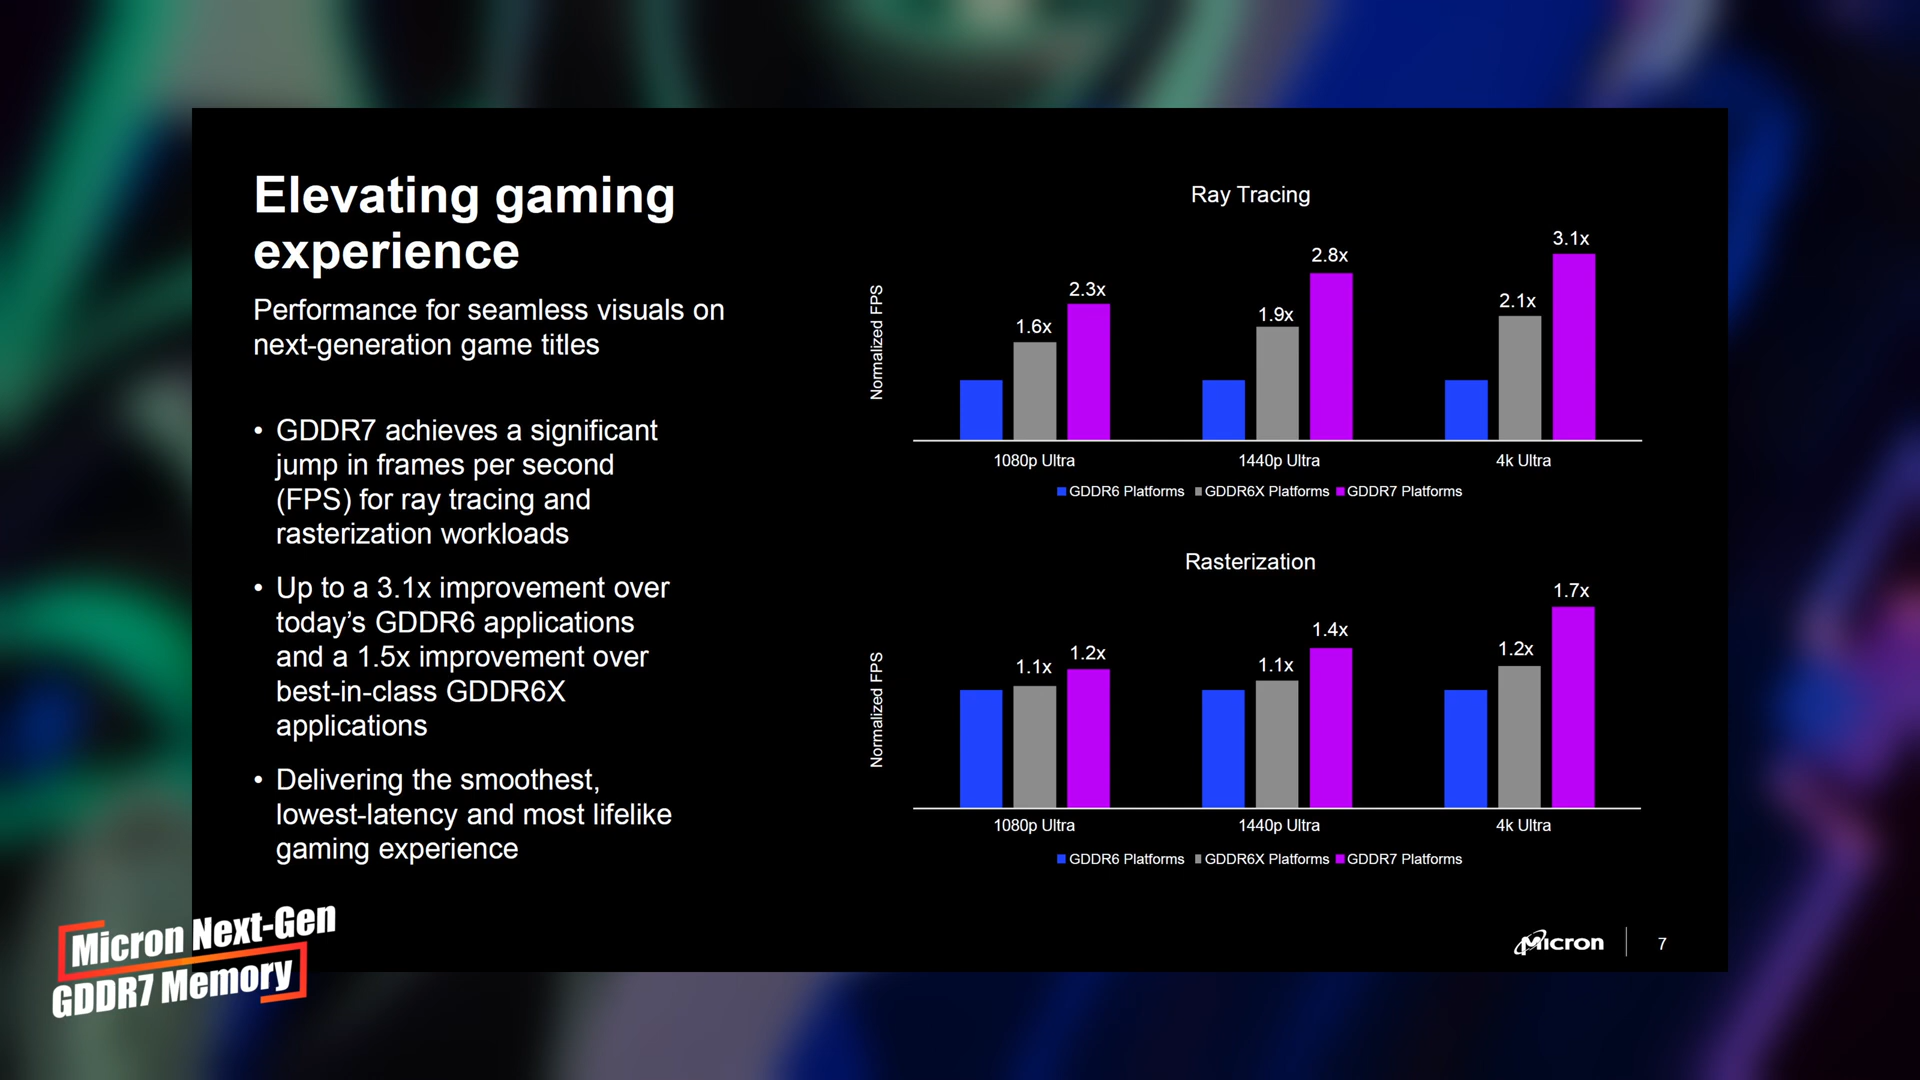 Elevating gaming
experience
Performance for seamless visuals on
next-generation game titles
• GDDR7 achieves a significant
jump in frames per second
(FPS) for ray tracing and
rasterization workloads
• Up to a 3.1x improvement over
today’s GDDR6 applications
and a 1.5x improvement over
best-in-class GDDR6X
applications
• Delivering the smoothest,
lowest-latency and most lifelike
gaming experience
Ray Tracing
Normalized FPS
1.6x
2.3x
1.9x
2.8x
2.1x
3.1x
1080p Ultra
1440p Ultra
4k Ultra
GDDR6 Platforms GDDR6X Platforms GDDR7 Platforms
Rasterization
Normalized FPS
1.1x
1.2x
1.1x
1.4x
1.2x
1.7x
1080p Ultra
1440p Ultra
4k Ultra
GDDR6 Platforms GDDR6X Platforms GDDR7 Platforms
Micron
7
Micron Next-Gen
GDDR7 Memory